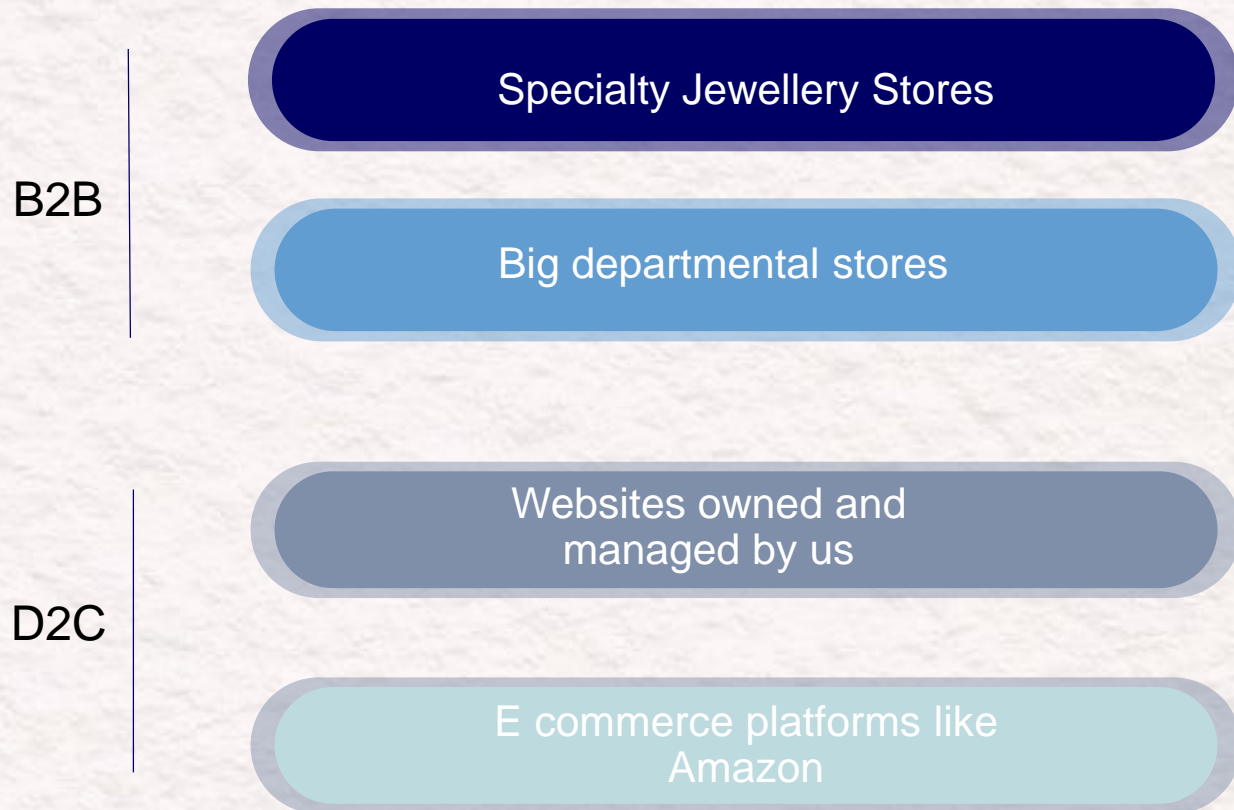 B2B
Specialty Jewellery Stores
Big departmental stores
D2C
Websites owned and
managed by us
E commerce platforms like
Amazon